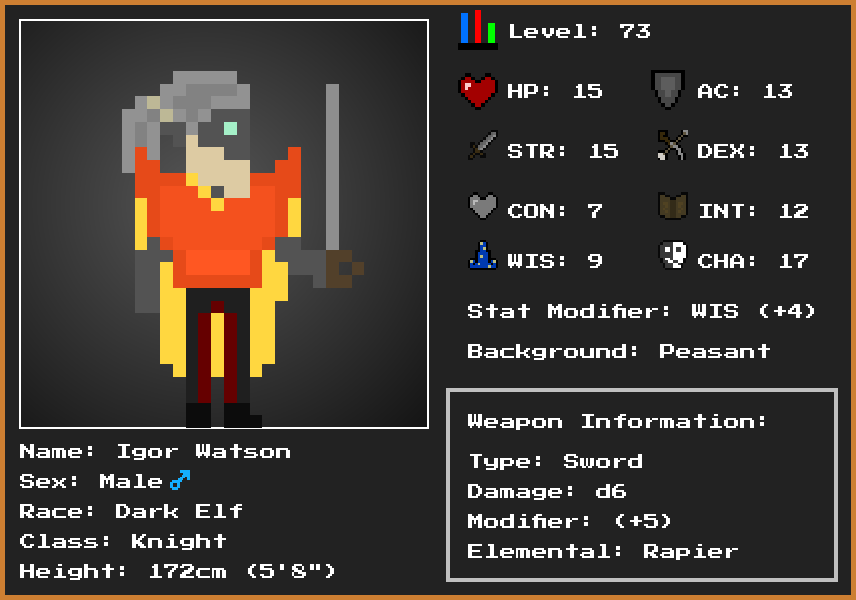 Level: 73
HP: 15
AC: 13
STR: 15
DEX: 13
CON: 7
INT: 12
WIS: 9
CHA: 17
Stat Modifier: WIS (+4)
Background: Peasant
Weapon Information:
Type: Sword
Damage: d6
Modifier: (+5)
Elemental: Rapier
Name: Igor Watson
Sex: Male♂
Race: Dark Elf
Class: Knight
Height: 172cm (5'8")